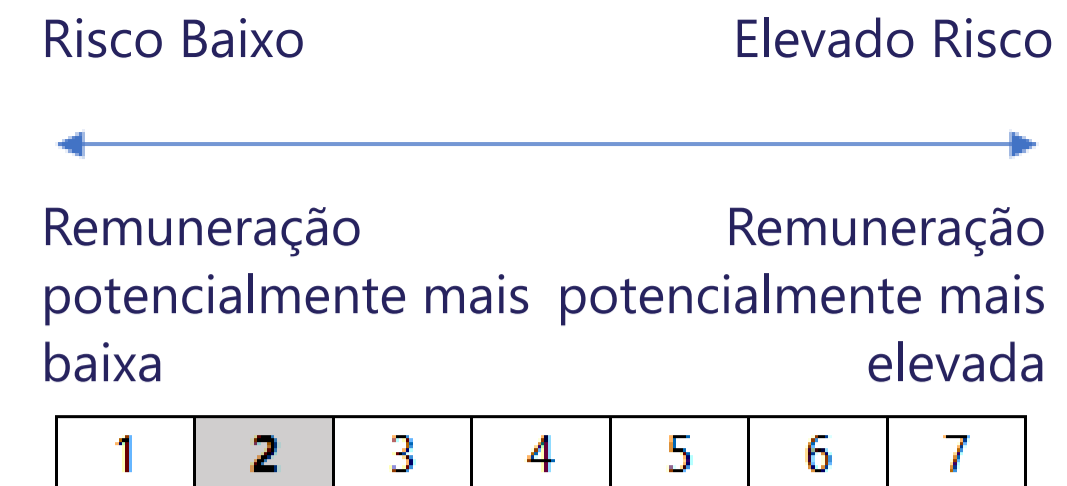 Risco Baixo Elevado Risco
Remuneração Remuneração
potencialmente mais potencialmente mais
baixa elevada
1 2 3 4 5 6 7